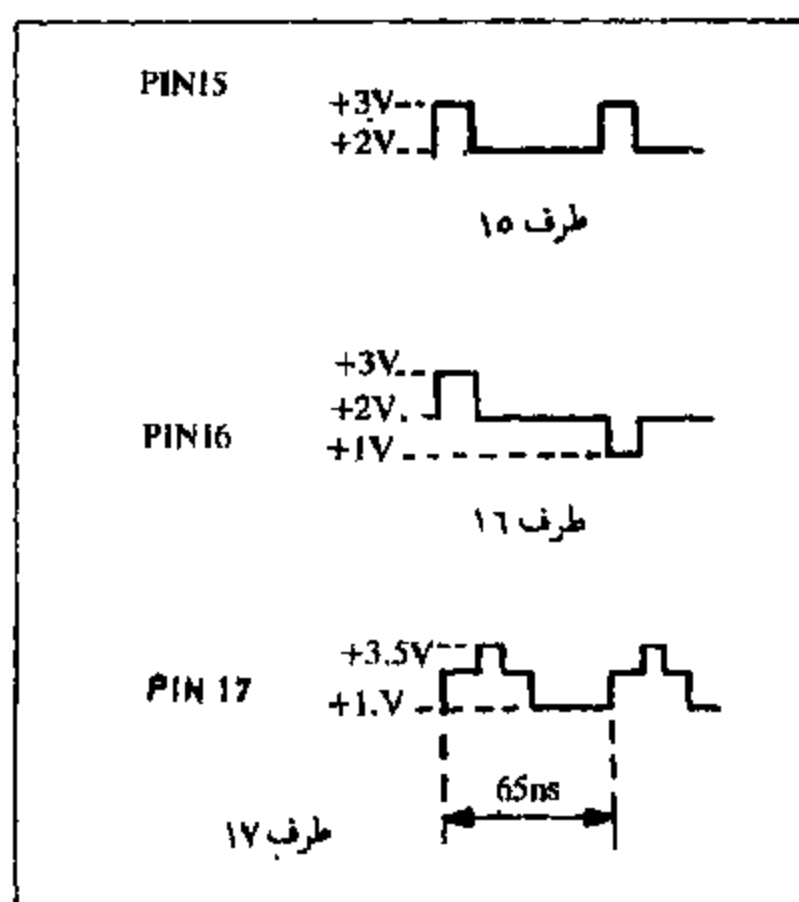 PIN15
+3V
+2V
طرف ١٥
+3V
+2V
PIN16
+1V
طرف ١٦
+3.5V
PIN 17
+1.V
65ns
طرف ١٧